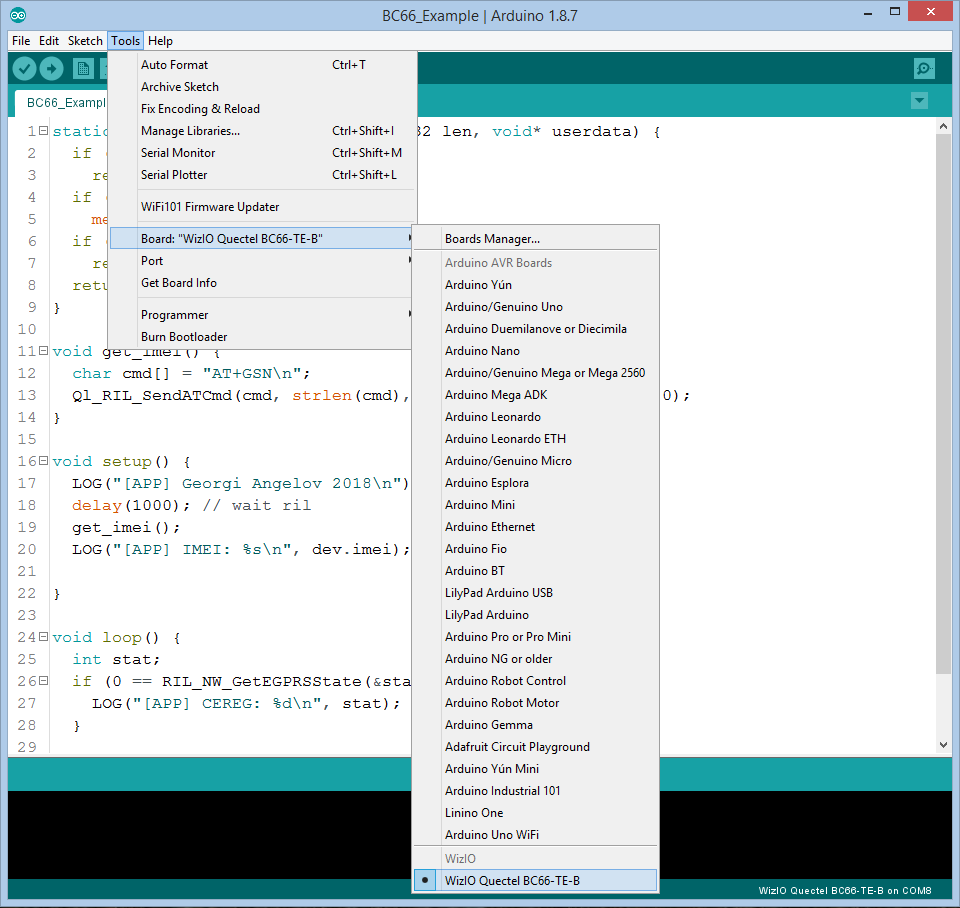 BC66_Example | Arduino 1.8.7
File Edit Sketch Tools Help
Auto Format Ctrl+T
Archive Sketch
Fix Encoding & Reload
Manage Libraries... Ctrl+Shift+I
Serial Monitor Ctrl+Shift+M
Serial Plotter Ctrl+Shift+L
WiFi101 Firmware Updater
Board: "WizIO Quectel BC66-TE-B"
Port
Get Board Info
Programmer
Burn Bootloader
Boards Manager...
Arduino AVR Boards
Arduino Yún
Arduino/Genuino Uno
Arduino Duemilanove or Diecimila
Arduino Nano
Arduino/Genuino Mega or Mega 2560
Arduino Mega ADK
Arduino Leonardo
Arduino Leonardo ETH
Arduino/Genuino Micro
Arduino Esplora
Arduino Mini
Arduino Ethernet
Arduino Fio
Arduino BT
LilyPad Arduino USB
LilyPad Arduino
Arduino Pro or Pro Mini
Arduino NG or older
Arduino Robot Control
Arduino Robot Motor
Arduino Gemma
Adafruit Circuit Playground
Arduino Yún Mini
Arduino Industrial 101
Linino One
Arduino Uno WiFi
WizIO
WizIO Quectel BC66-TE-B
BC66_Exampl
1 static 32 len, void* userdata) {
2 if (
3 re
4 if (
5 me
6 if (
7 re
8 retu
9 }
10
11 void get_imei() {
12 char cmd[] = "AT+GSN\n";
13 Ql_RIL_SendATCmd(cmd, strlen(cmd), 0);
14 }
15
16 void setup() {
17 LOG("[APP] Georgi Angelov 2018\n")
18 delay(1000); // wait ril
19 get_imei();
20 LOG("[APP] IMEI: %s\n", dev.imei);
21
22 }
23
24 void loop() {
25 int stat;
26 if (0 == RIL_NW_GetEGPRSState(&sta
27 LOG("[APP] CEREG: %d\n", stat);
28 }
29
WizIO Quectel BC66-TE-B on COM8